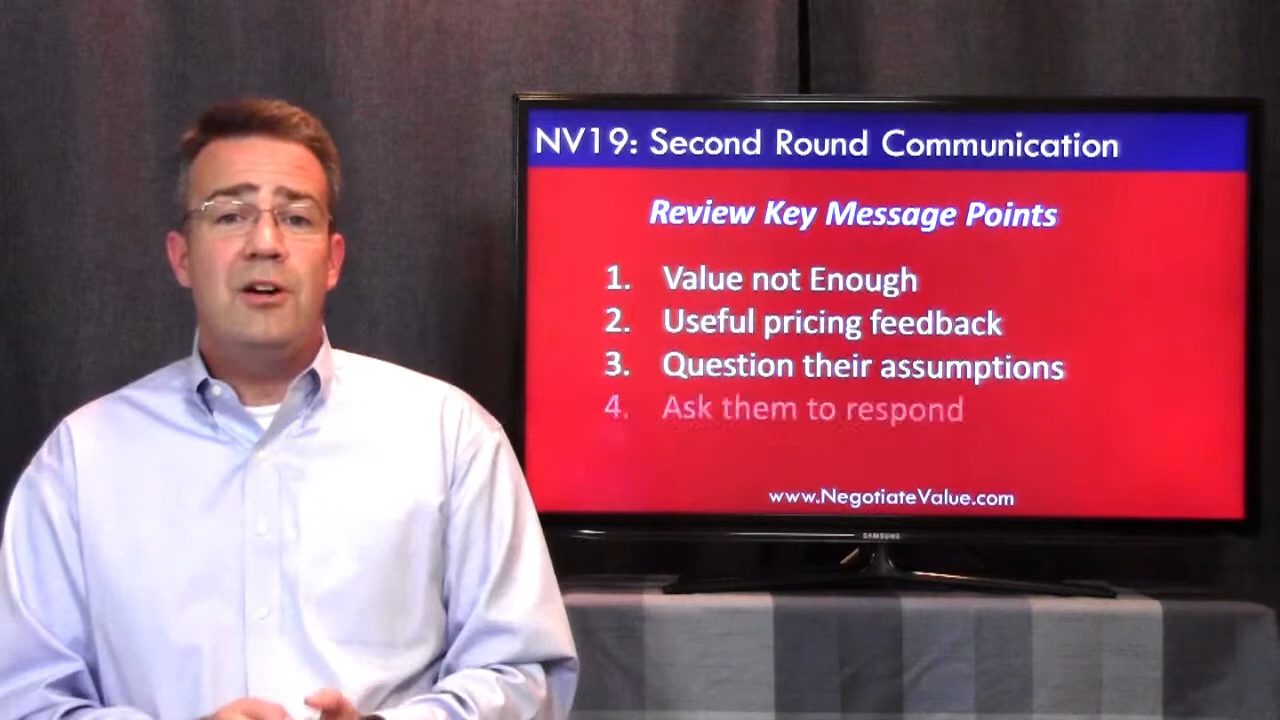 NV19: Second Round Communication
Review Key Message Points
1. Value not Enough
2. Useful pricing feedback
3. Question their assumptions
4. Ask them to respond
www.NegotiateValue.com
SAMSUNG